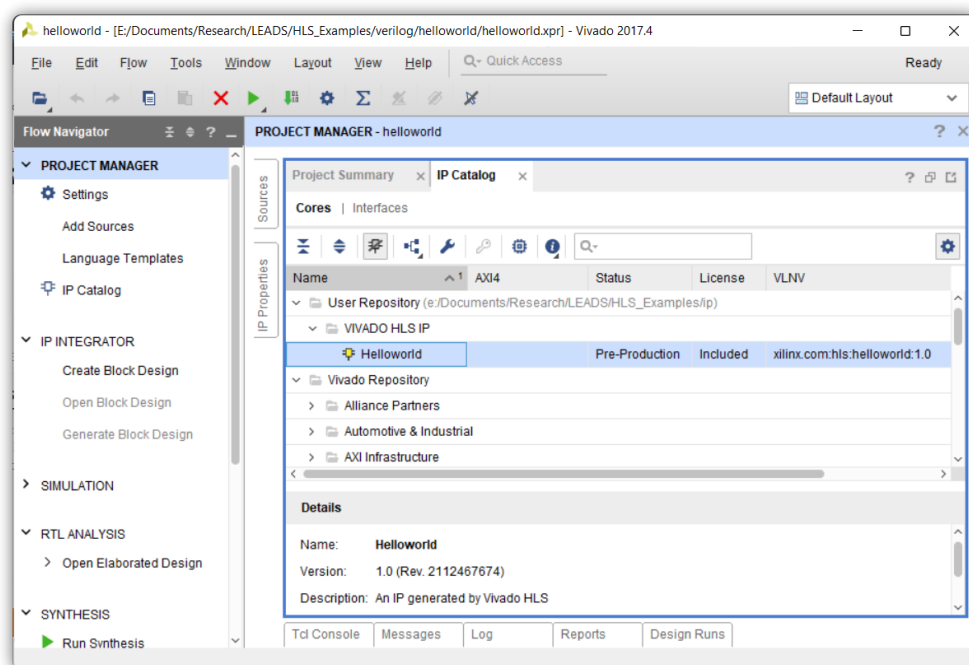 helloworld - [E:/Documents/Research/LEADS/HLS_Examples/verilog/helloworld/helloworld.xpr] - Vivado 2017.4
File Edit Flow Tools Window Layout View Help Quick Access Ready
Default Layout
Flow Navigator
PROJECT MANAGER - helloworld
PROJECT MANAGER
Settings
Add Sources
Language Templates
IP Catalog
IP INTEGRATOR
Create Block Design
Open Block Design
Generate Block Design
SIMULATION
RTL ANALYSIS
Open Elaborated Design
SYNTHESIS
Run Synthesis
Sources
IP Properties
Project Summary IP Catalog
Cores | Interfaces
Name 1 AXI4 Status License VLNV
User Repository (e:/Documents/Research/LEADS/HLS_Examples/ip)
VIVADO HLS IP
Helloworld Pre-Production Included xilinx.com:hls:helloworld:1.0
Vivado Repository
Alliance Partners
Automotive & Industrial
AXI Infrastructure
Details
Name: Helloworld
Version: 1.0 (Rev. 2112467674)
Description: An IP generated by Vivado HLS
Tcl Console Messages Log Reports Design Runs